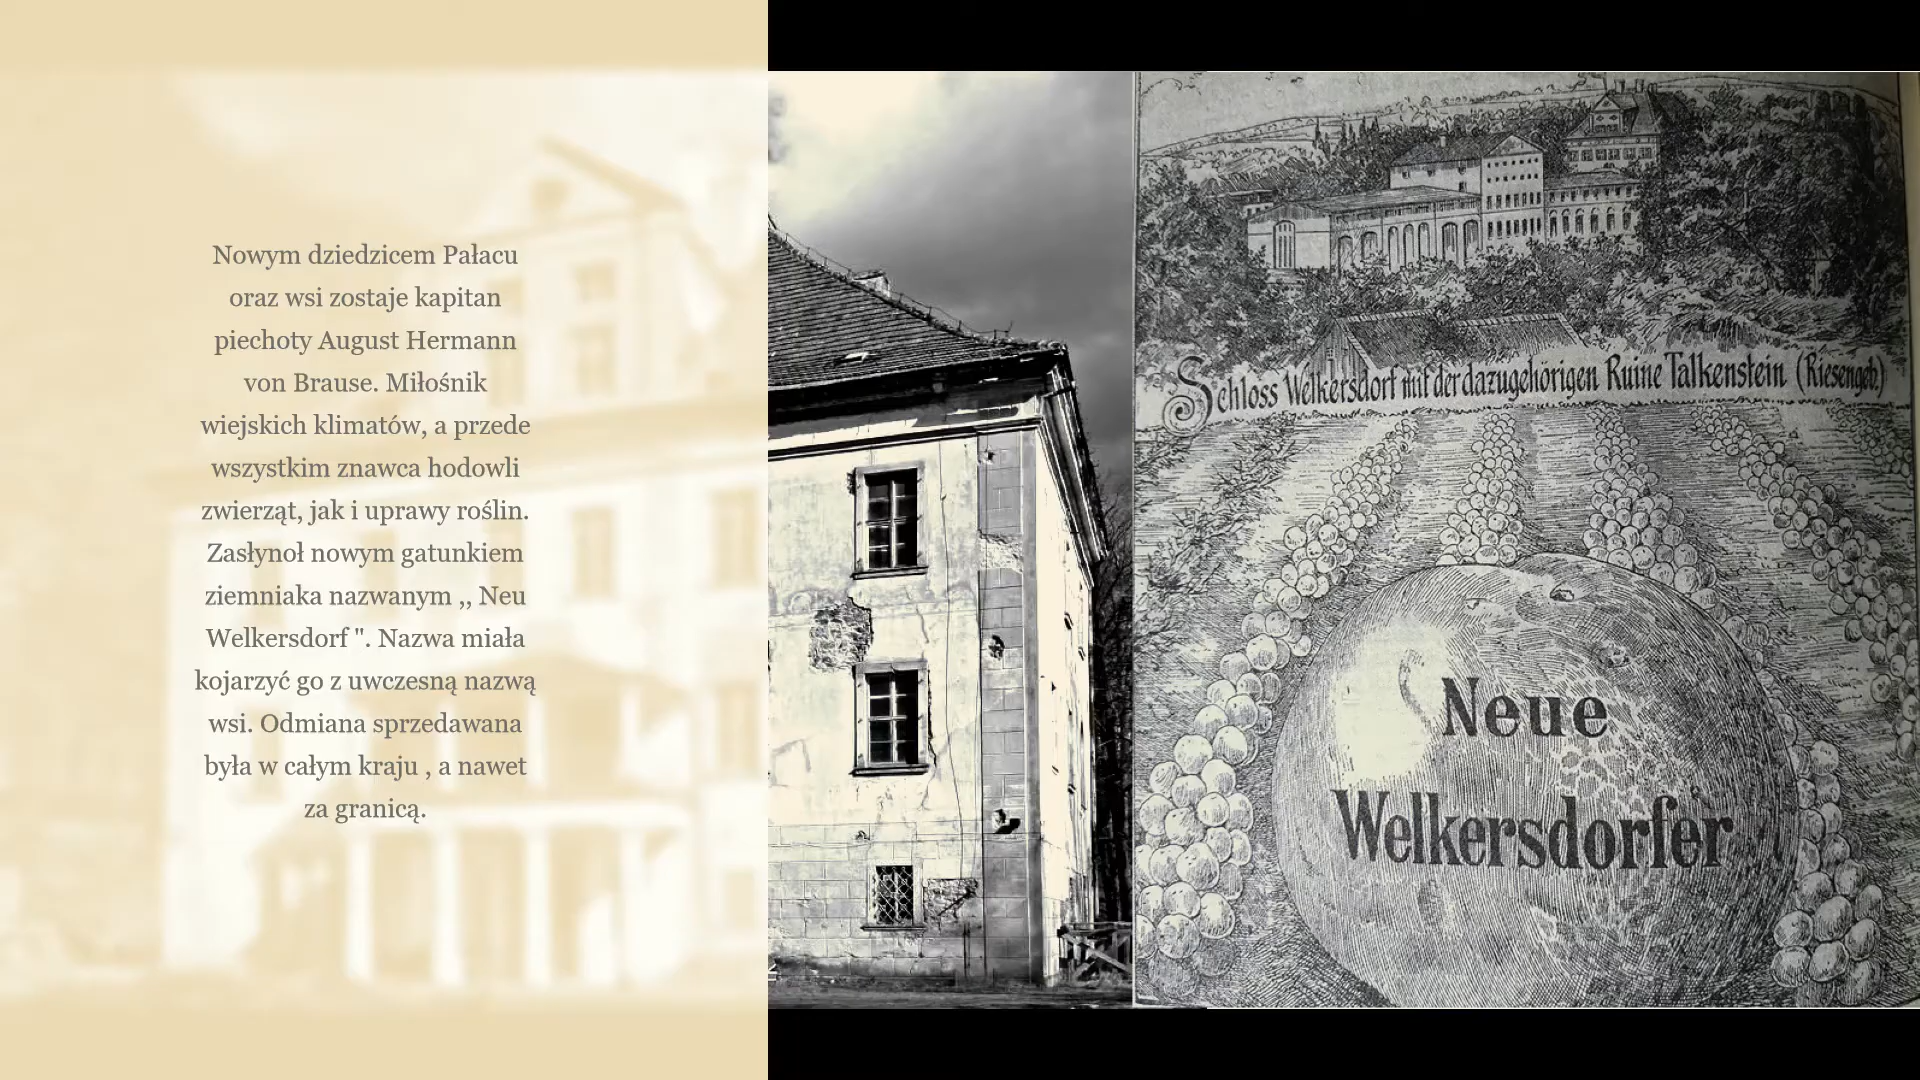 Nowym dziedzicem Pałacu
oraz wsi zostaje kapitan
piechoty August Hermann
von Brause. Miłośnik
wiejskich klimatów, a przede
wszystkim znawca hodowli
zwierząt, jak i uprawy roślin.
Zasłynoł nowym gatunkiem
ziemniaka nazwanym ,, Neu
Welkersdorf ". Nazwa miała
kojarzyć go z uwczesną nazwą
wsi. Odmiana sprzedawana
była w całym kraju , a nawet
za granicą.
Schloss Welkersdorf mit der dazugehörigen Ruine Talkenstein (Riesengeb.)
Neue
Welkersdorfer